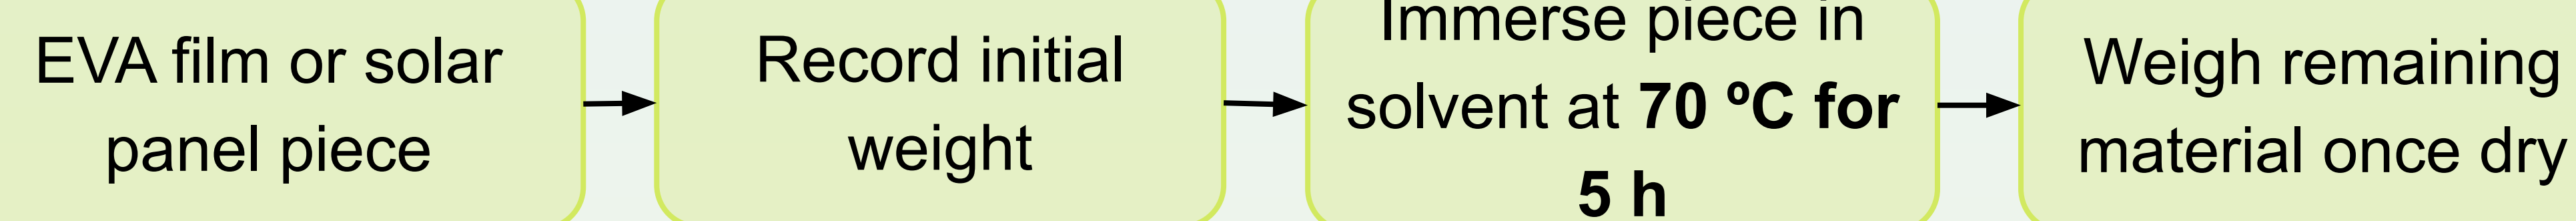 EVA film or solar
panel piece
Record initial
weight
Immerse piece in
solvent at 70 ºC for
5 h
Weigh remaining
material once dry